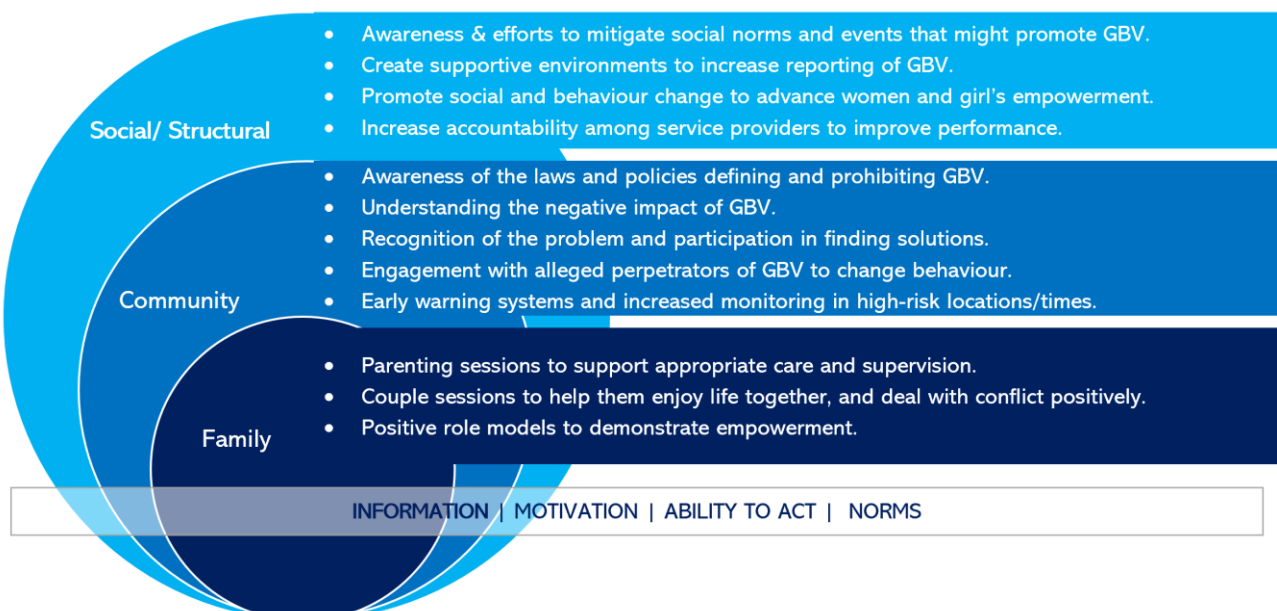 Social/ Structural
• Awareness & efforts to mitigate social norms and events that might promote GBV.
• Create supportive environments to increase reporting of GBV.
• Promote social and behaviour change to advance women and girl's empowerment.
• Increase accountability among service providers to improve performance.
Community
• Awareness of the laws and policies defining and prohibiting GBV.
• Understanding the negative impact of GBV.
• Recognition of the problem and participation in finding solutions.
• Engagement with alleged perpetrators of GBV to change behaviour.
• Early warning systems and increased monitoring in high-risk locations/times.
Family
• Parenting sessions to support appropriate care and supervision.
• Couple sessions to help them enjoy life together, and deal with conflict positively.
• Positive role models to demonstrate empowerment.
INFORMATION | MOTIVATION | ABILITY TO ACT | NORMS